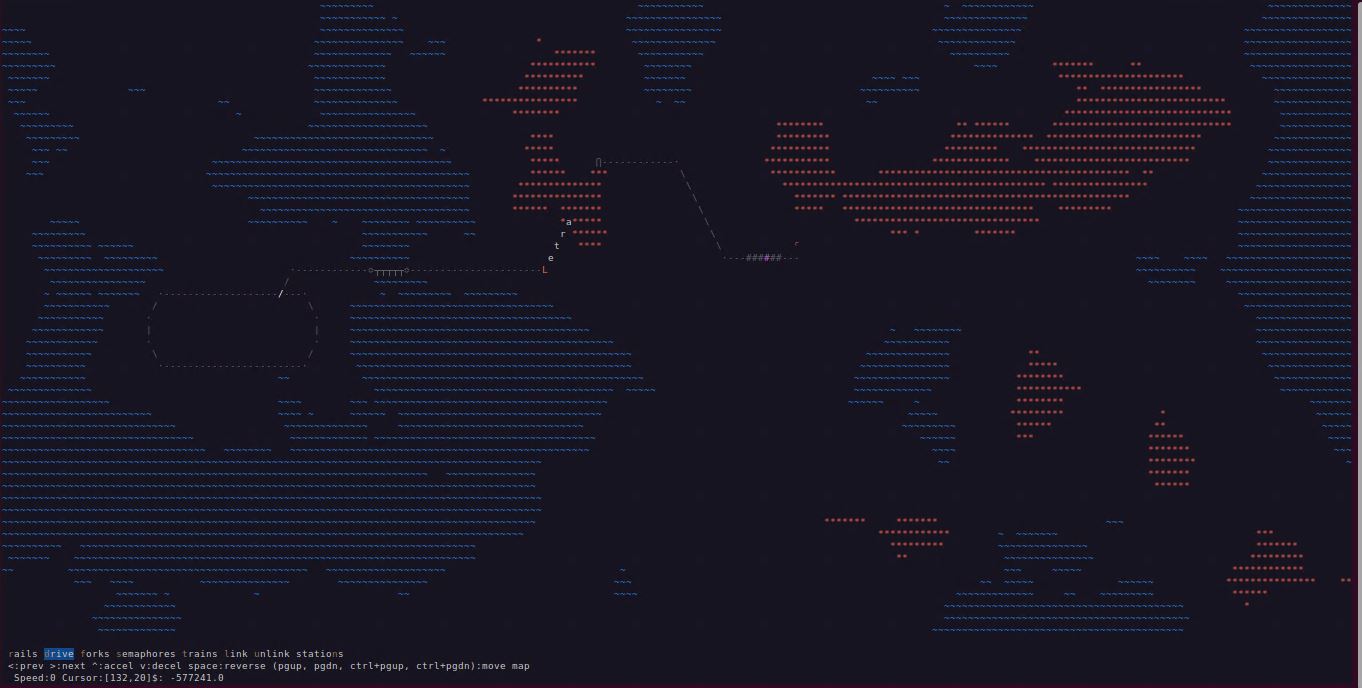 a
r
t
e
L
r
rails drive forks semaphores trains link unlink stations
<:prev >:next ^:accel v:decel space:reverse (pgup, pgdn, ctrl+pgup, ctrl+pgdn):move map
Speed:0 Cursor:[132,20]$: -577241.0